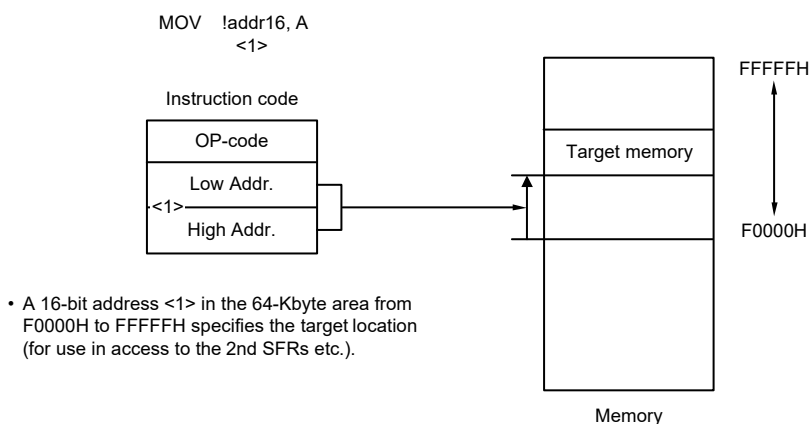 MOV !addr16, A
<1>
Instruction code
OP-code
Low Addr.
<1>
High Addr.
FFFFFH
Target memory
F0000H
• A 16-bit address <1> in the 64-Kbyte area from
F0000H to FFFFFH specifies the target location
(for use in access to the 2nd SFRs etc.).
Memory